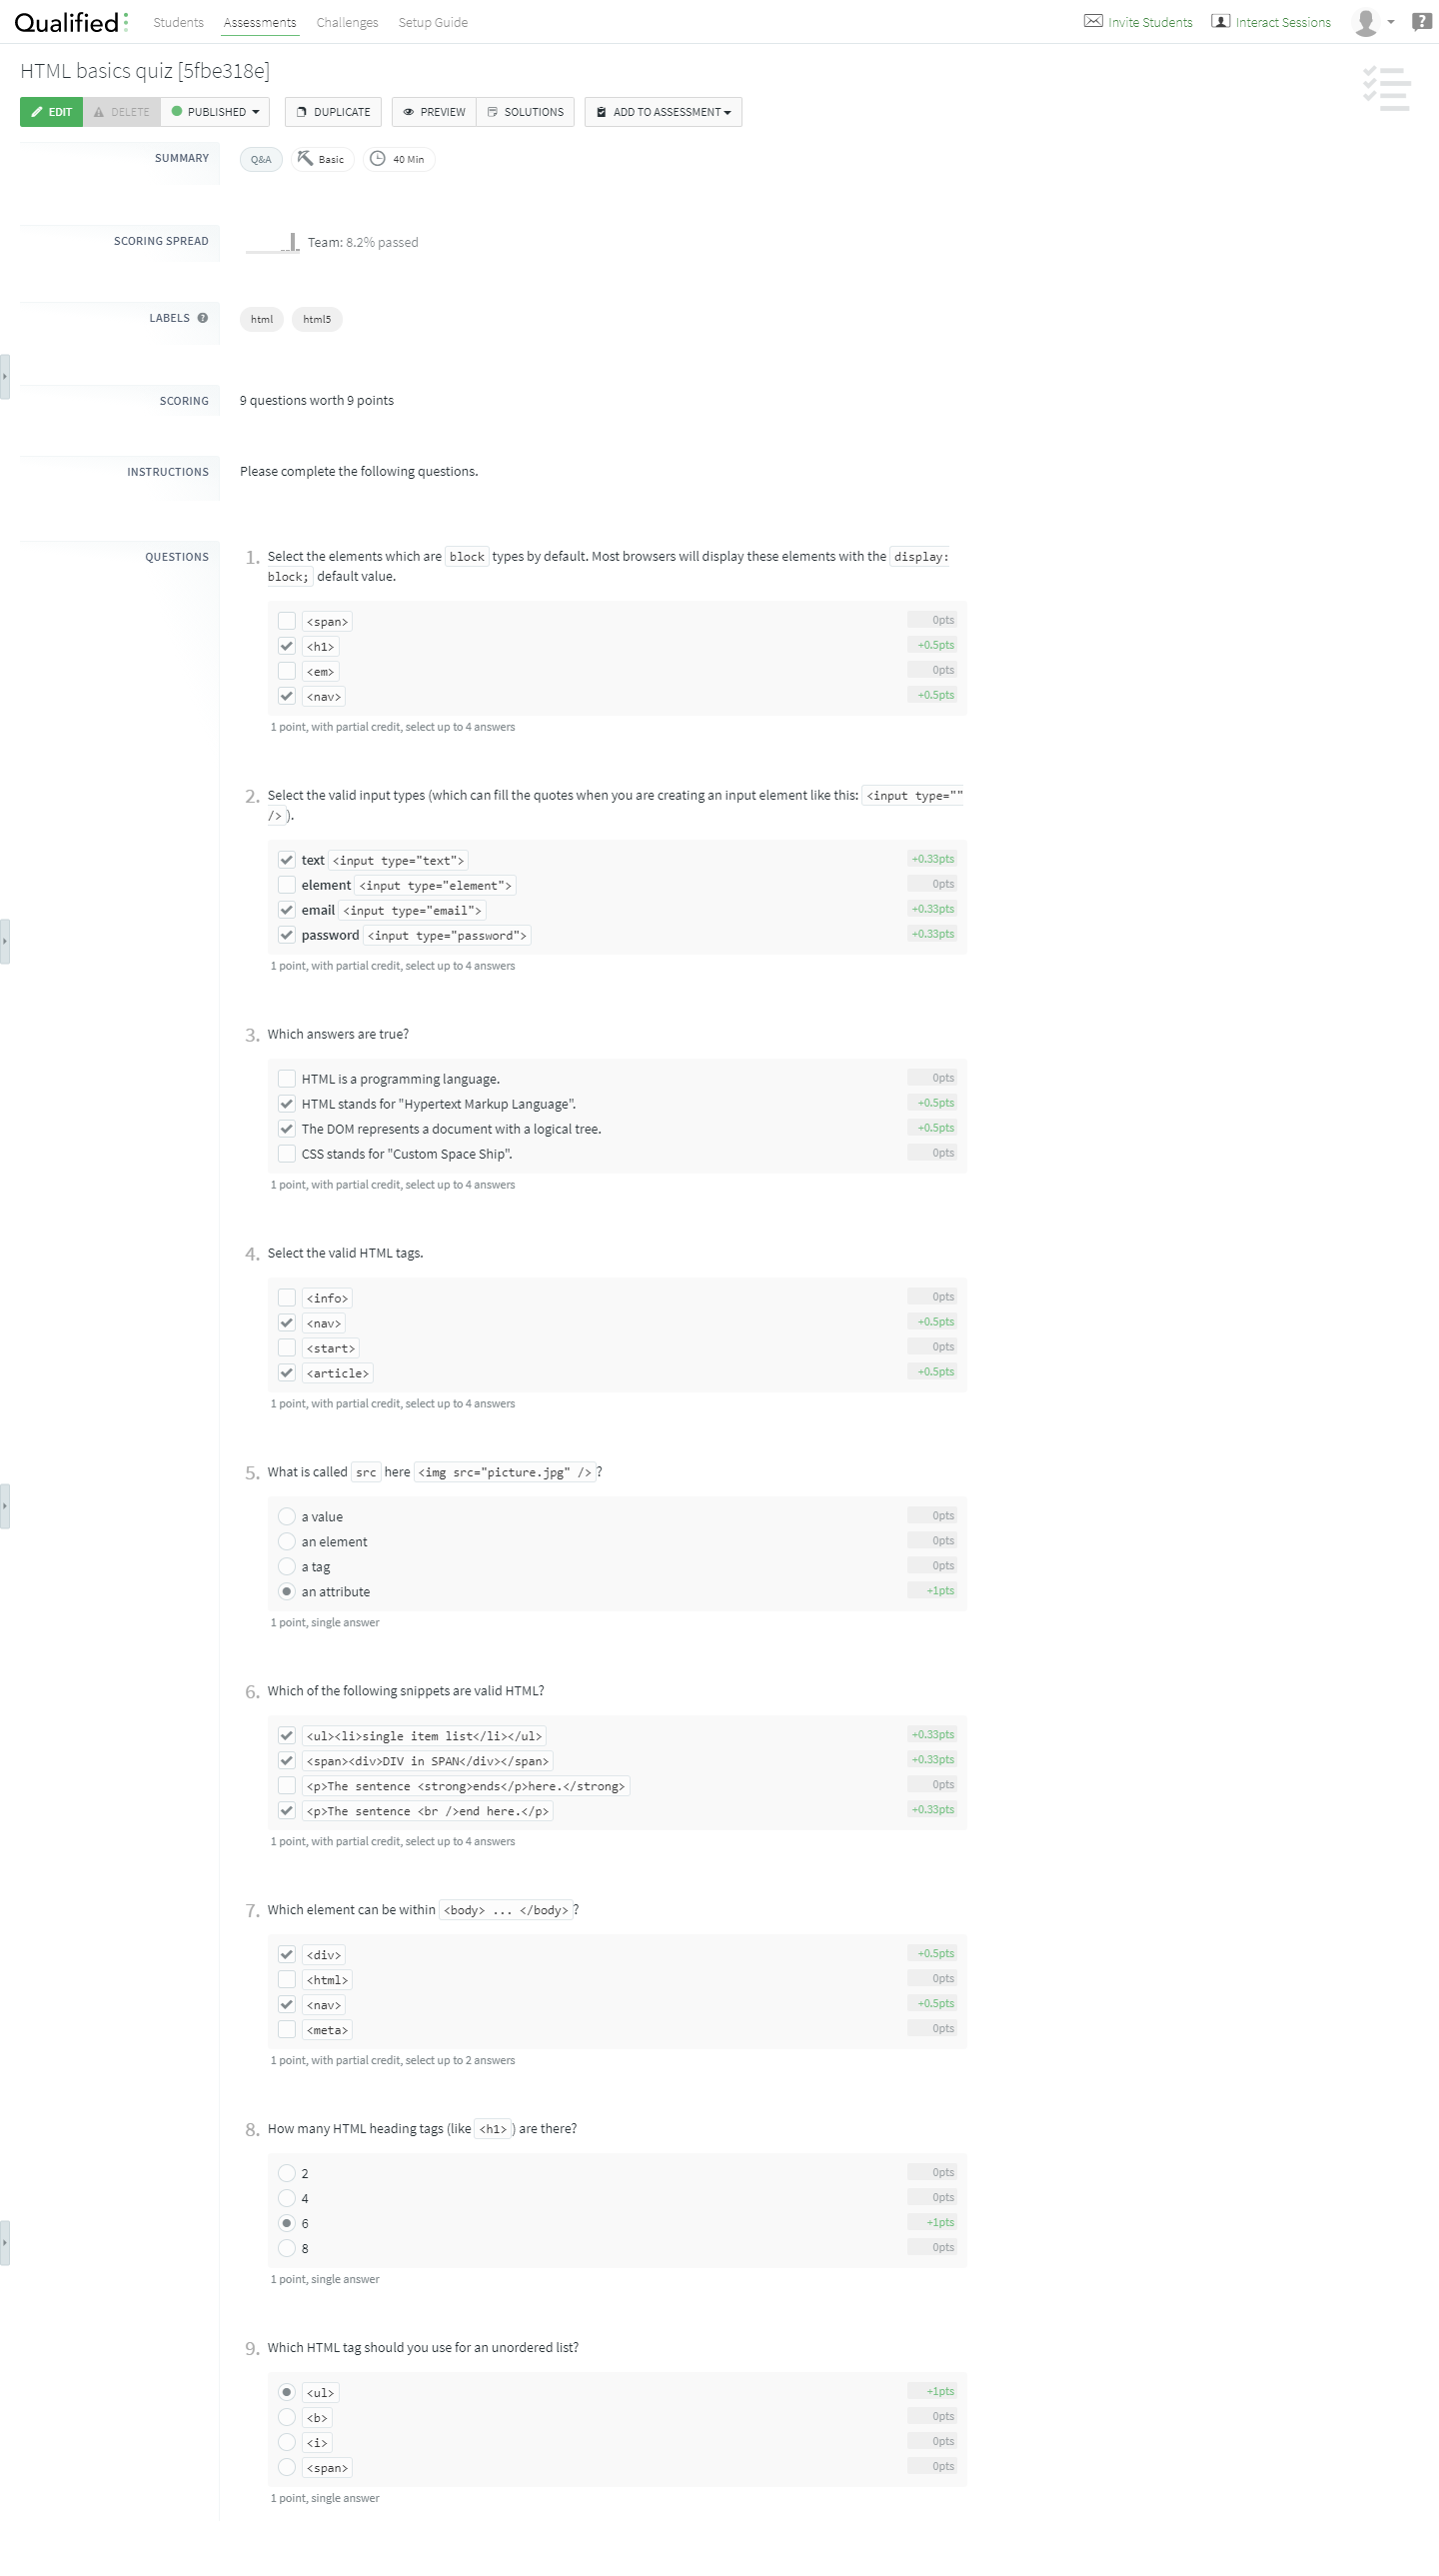 Qualified
Students Assessments Challenges Setup Guide Invite Students Interact Sessions
HTML basics quiz [5fbe318e]
EDIT DELETE PUBLISHED DUPLICATE PREVIEW SOLUTIONS ADD TO ASSESSMENT
SUMMARY Q&A Basic 40 Min
SCORING SPREAD Team: 8.2% passed
LABELS html html5
SCORING 9 questions worth 9 points
INSTRUCTIONS Please complete the following questions.
QUESTIONS 1. Select the elements which are block types by default. Most browsers will display these elements with the display:
block; default value.
<span> 0pts
<h1> +0.5pts
<em> 0pts
<nav> +0.5pts
1 point, with partial credit, select up to 4 answers
2. Select the valid input types (which can fill the quotes when you are creating an input element like this: <input type=""
/>).
text <input type="text"> +0.33pts
element <input type="element"> 0pts
email <input type="email"> +0.33pts
password <input type="password"> +0.33pts
1 point, with partial credit, select up to 4 answers
3. Which answers are true?
HTML is a programming language. 0pts
HTML stands for "Hypertext Markup Language". +0.5pts
The DOM represents a document with a logical tree. +0.5pts
CSS stands for "Custom Space Ship". 0pts
1 point, with partial credit, select up to 4 answers
4. Select the valid HTML tags.
<info> 0pts
<nav> +0.5pts
<start> 0pts
<article> +0.5pts
1 point, with partial credit, select up to 4 answers
5. What is called src here <img src="picture.jpg" />?
a value 0pts
an element 0pts
a tag 0pts
an attribute +1pts
1 point, single answer
6. Which of the following snippets are valid HTML?
<ul><li>single item list</li></ul> +0.33pts
<span><div>DIV in SPAN</div></span> +0.33pts
<p>The sentence <strong>ends</p>here.</strong> 0pts
<p>The sentence <br />end here.</p> +0.33pts
1 point, with partial credit, select up to 4 answers
7. Which element can be within <body> ... </body>?
<div> +0.5pts
<html> 0pts
<nav> +0.5pts
<meta> 0pts
1 point, with partial credit, select up to 2 answers
8. How many HTML heading tags (like <h1>) are there?
2 0pts
4 0pts
6 +1pts
8 0pts
1 point, single answer
9. Which HTML tag should you use for an unordered list?
<ul> +1pts
<b> 0pts
<i> 0pts
<span> 0pts
1 point, single answer